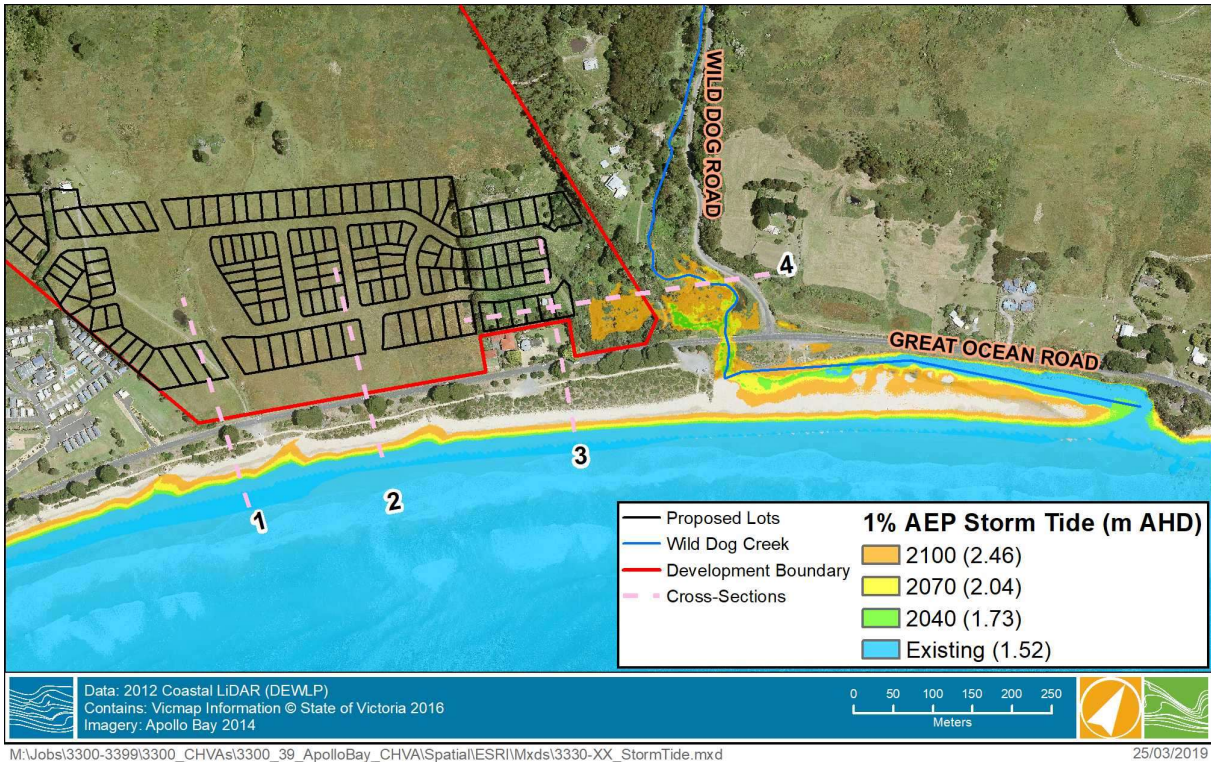 WILD DOG ROAD
4
GREAT OCEAN ROAD
3
2
1
Proposed Lots
Wild Dog Creek
Development Boundary
Cross-Sections
1% AEP Storm Tide (m AHD)
2100 (2.46)
2070 (2.04)
2040 (1.73)
Existing (1.52)
Data: 2012 Coastal LiDAR (DEWLP)
Contains: Vicmap Information © State of Victoria 2016
Imagery: Apollo Bay 2014
0 50 100 150 200 250
Meters
M:\Jobs\3300-3399\3300_CHVAs\3300_39_ApolloBay_CHVA\Spatial\ESRI\Mxds\3330-XX_StormTide.mxd
25/03/2019